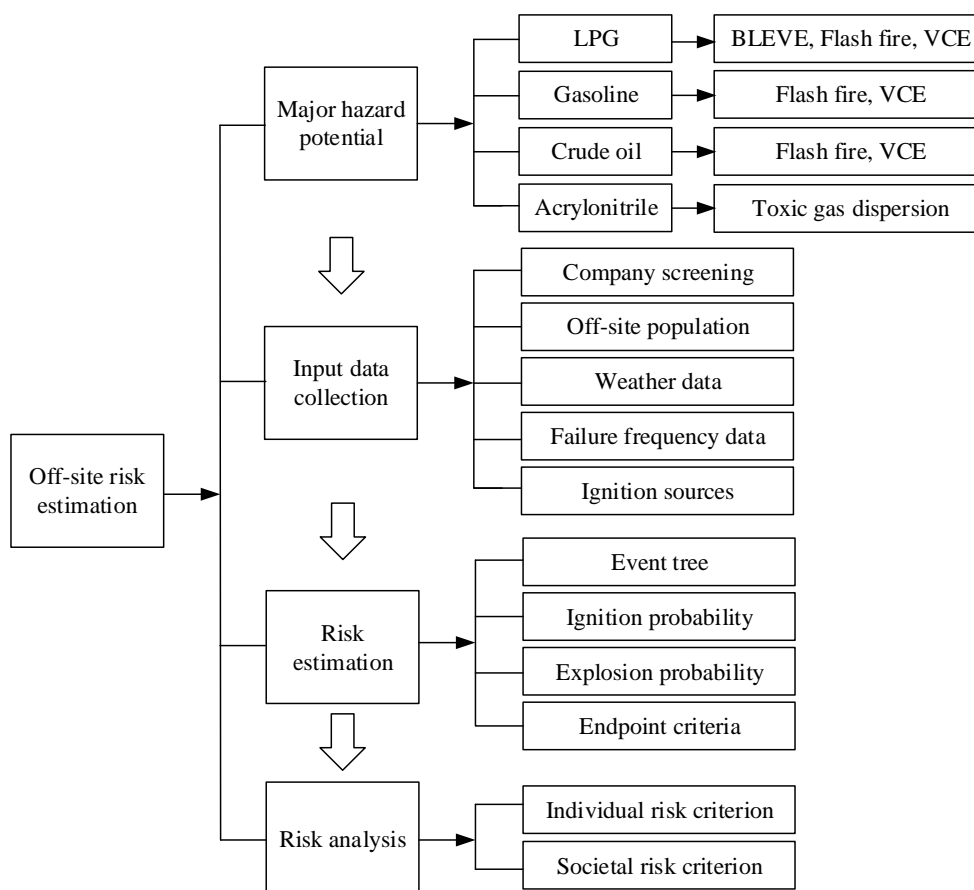 LPG
BLEVE, Flash fire, VCE
Major hazard
potential
Gasoline
Flash fire, VCE
Crude oil
Flash fire, VCE
Acrylonitrile
Toxic gas dispersion
Company screening
Off-site population
Input data
collection
Weather data
Failure frequency data
Ignition sources
Off-site risk
estimation
Event tree
Risk
estimation
Ignition probability
Explosion probability
Endpoint criteria
Risk analysis
Individual risk criterion
Societal risk criterion